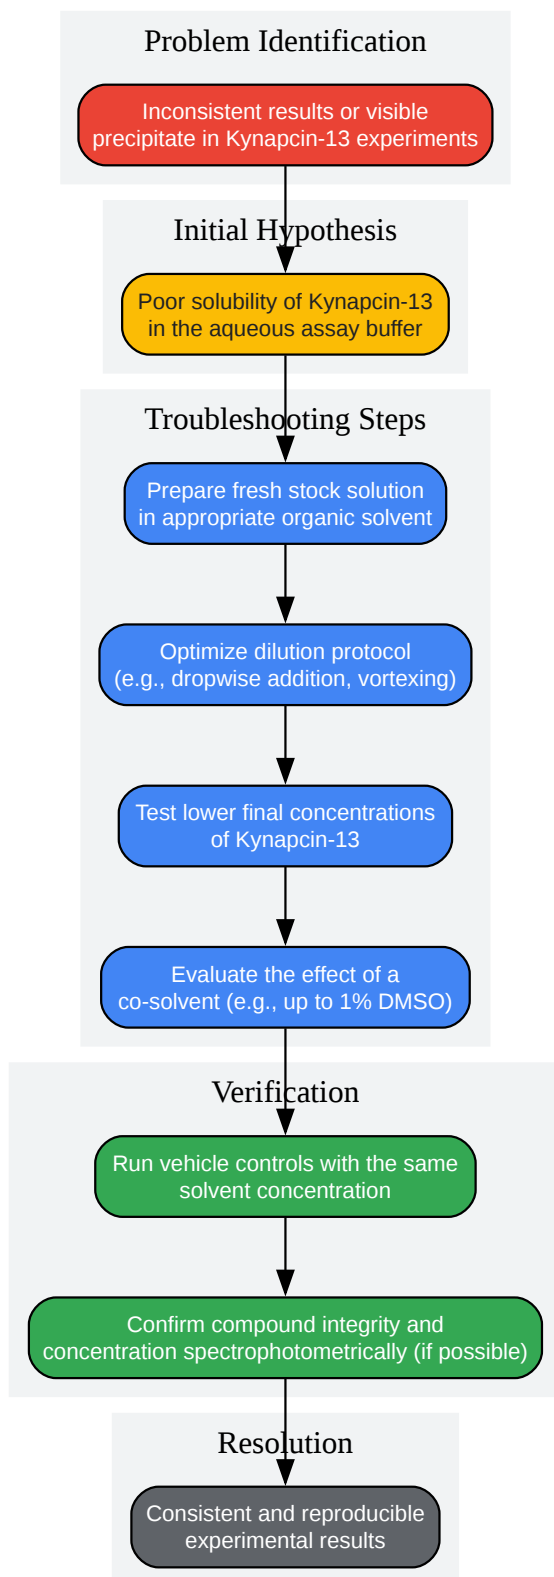 Problem Identification
Inconsistent results or visible
precipitate in Kynapcin-13 experiments
Initial Hypothesis
Poor solubility of Kynapcin-13
in the aqueous assay buffer
Troubleshooting Steps
Prepare fresh stock solution
in appropriate organic solvent
Optimize dilution protocol
(e.g., dropwise addition, vortexing)
Test lower final concentrations
of Kynapcin-13
Evaluate the effect of a
co-solvent (e.g., up to 1% DMSO)
Verification
Run vehicle controls with the same
solvent concentration
Confirm compound integrity and
concentration spectrophotometrically (if possible)
Resolution
Consistent and reproducible
experimental results